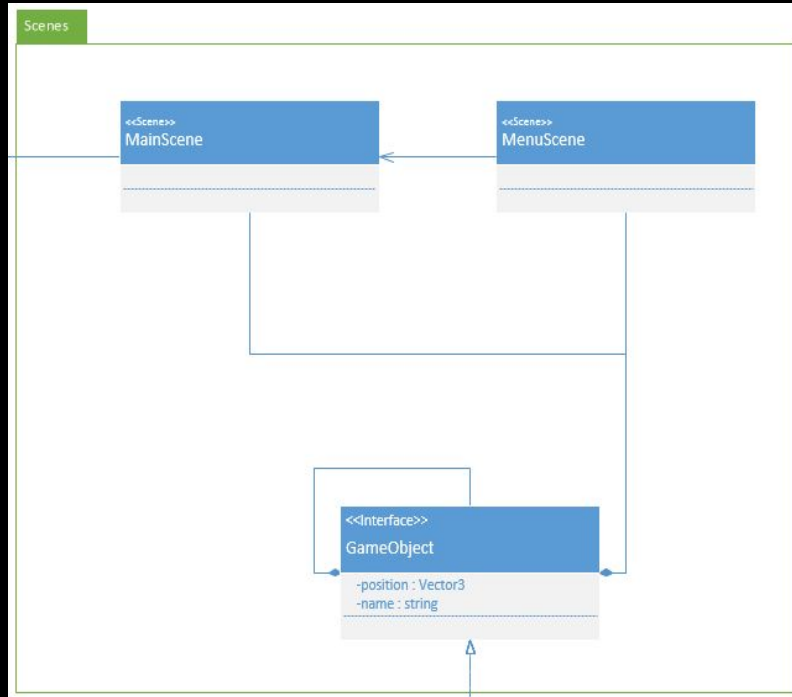 Scenes
<<Scene>>
MainScene
<<Scene>>
MenuScene
<<Interface>>
GameObject
-position : Vector3
-name : string